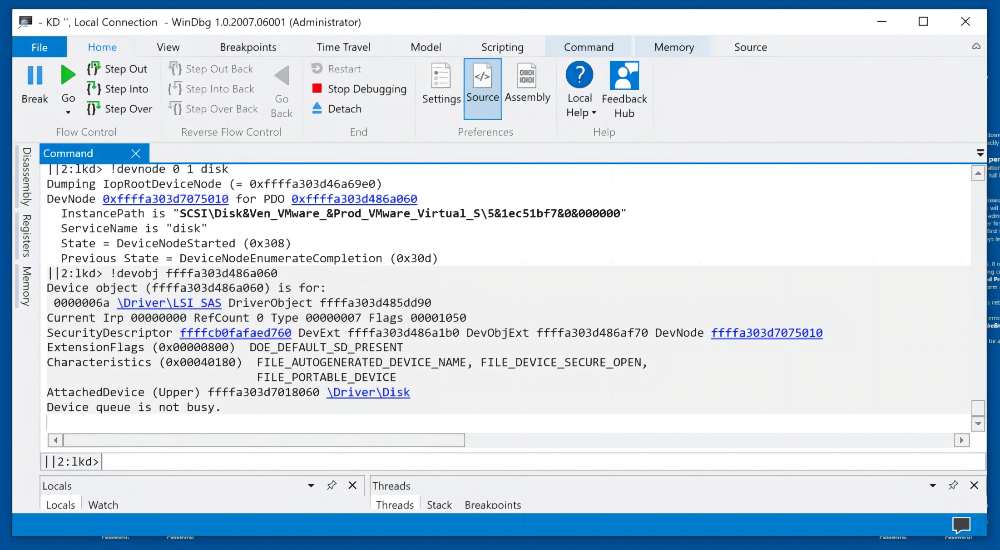 - KD '', Local Connection - WinDbg 1.0.2007.06001 (Administrator)
File Home View Breakpoints Time Travel Model Scripting Command Memory Source
Break
Go
Step Out
Step Into
Step Over
Flow Control
Step Out Back
Step Into Back
Step Over Back
Go
Back
Reverse Flow Control
Restart
Stop Debugging
Detach
End
Settings
Source
Assembly
Preferences
Local
Help
Feedback
Hub
Help
Disassembly
Registers
Memory
Command
||2:lkd> !devnode 0 1 disk
Dumping IopRootDeviceNode (= 0xffffa303d46a69e0)
DevNode 0xffffa303d7075010 for PDO 0xffffa303d486a060
InstancePath is "SCSI\Disk&Ven_VMware_&Prod_VMware_Virtual_S\5&1ec51bf7&0&000000"
ServiceName is "disk"
State = DeviceNodeStarted (0x308)
Previous State = DeviceNodeEnumerateCompletion (0x30d)
||2:lkd> !devobj ffffa303d486a060
Device object (ffffa303d486a060) is for:
0000006a \Driver\LSI_SAS DriverObject ffffa303d485dd90
Current Irp 00000000 RefCount 0 Type 00000007 Flags 00001050
SecurityDescriptor ffffcb0fafaed760 DevExt ffffa303d486a1b0 DevObjExt ffffa303d486af70 DevNode ffffa303d7075010
ExtensionFlags (0x00000800) DOE_DEFAULT_SD_PRESENT
Characteristics (0x00040180) FILE_AUTOGENERATED_DEVICE_NAME, FILE_DEVICE_SECURE_OPEN,
FILE_PORTABLE_DEVICE
AttachedDevice (Upper) ffffa303d7018060 \Driver\Disk
Device queue is not busy.
||2:lkd>
Locals
Locals Watch
Threads
Threads Stack Breakpoints